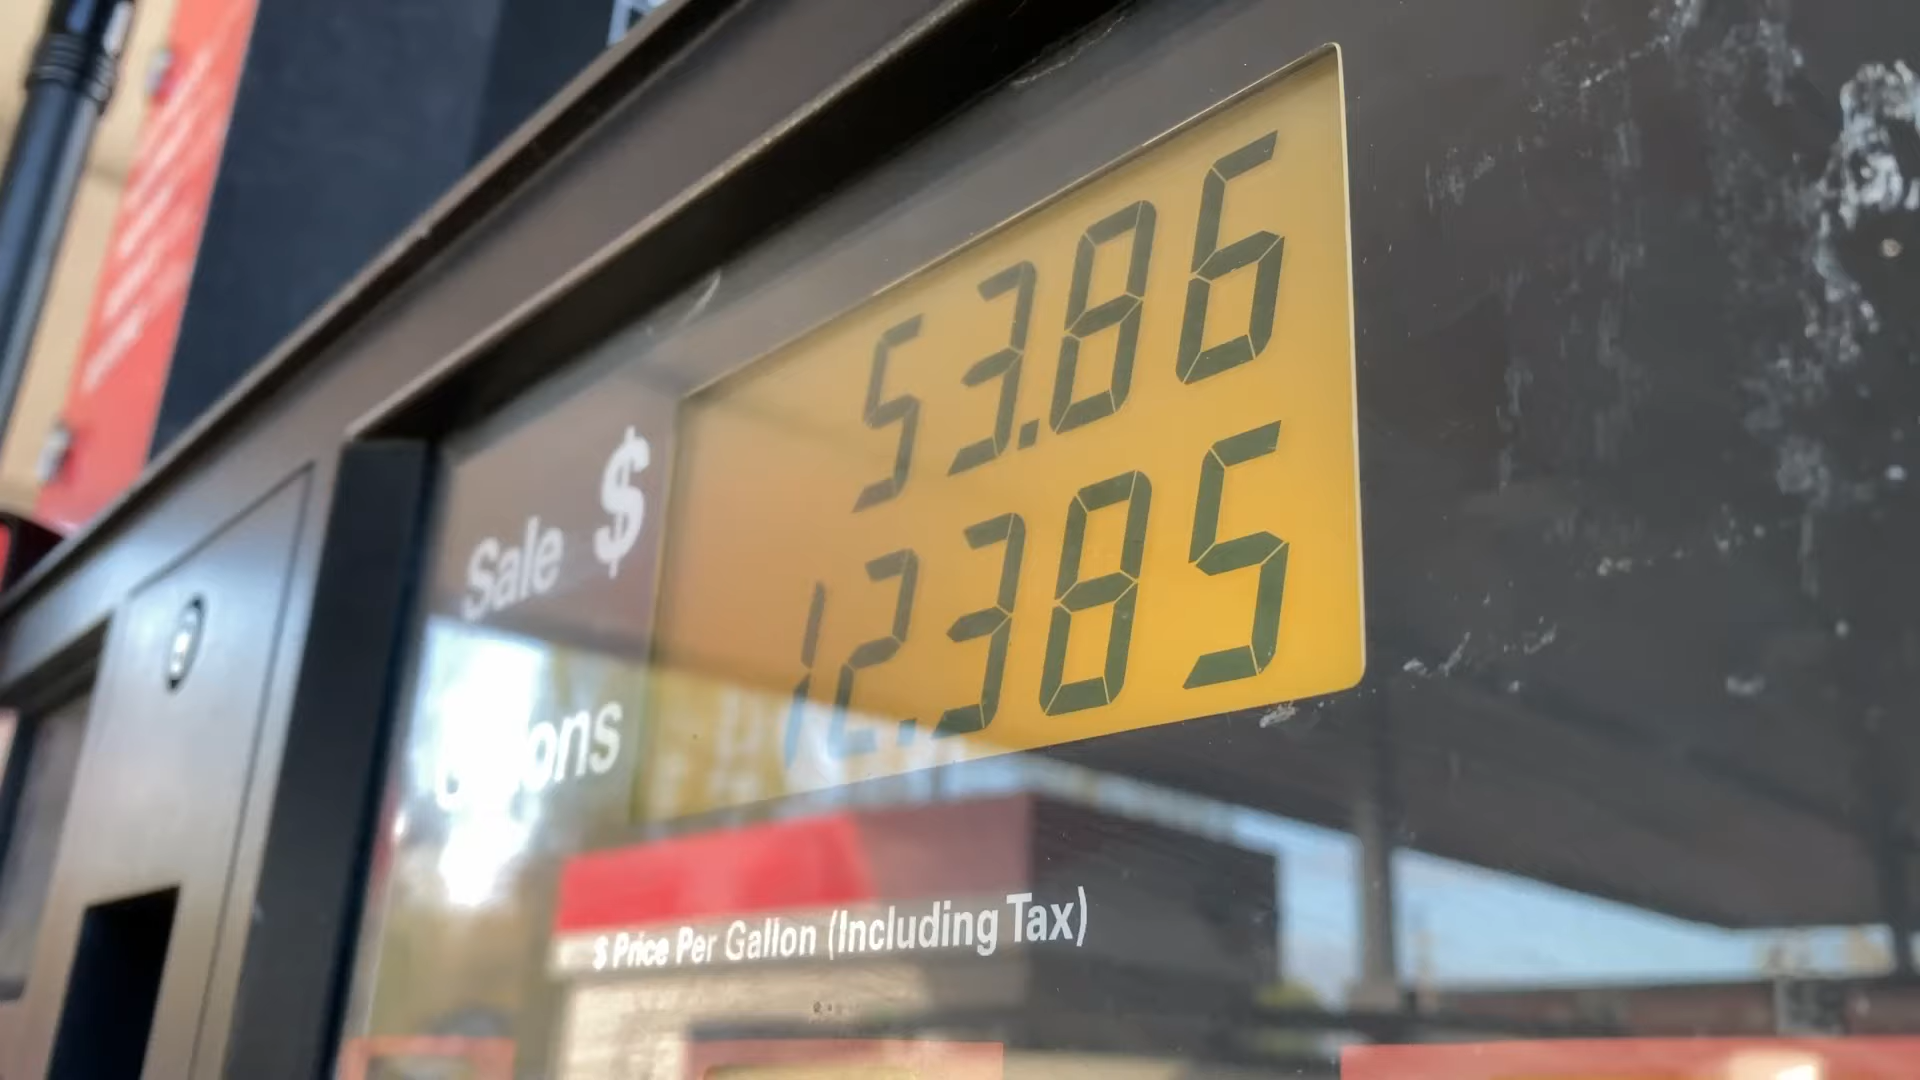 Sale $ 53.86
Gallons 12.385
$ Price Per Gallon (Including Tax)